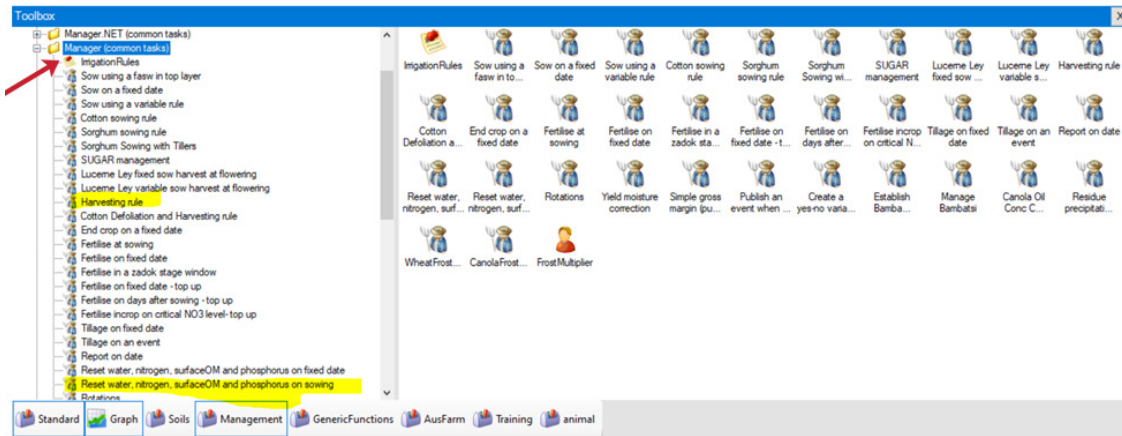 Toolbox
X
Manager.NET (common tasks)
Manager (common tasks)
IrrigationRules
Sow using a fasw in top layer
Sow on a fixed date
Sow using a variable rule
Cotton sowing rule
Sorghum sowing rule
Sorghum Sowing with Tillers
SUGAR management
Lucerne Ley fixed sow harvest at flowering
Lucerne Ley variable sow harvest at flowering
Harvesting rule
Cotton Defoliation and Harvesting rule
End crop on a fixed date
Fertilise at sowing
Fertilise on fixed date
Fertilise in a zadok stage window
Fertilise on fixed date - top up
Fertilise on days after sowing - top up
Fertilise incrop on critical NO3 level- top up
Tillage on fixed date
Tillage on an event
Report on date
Reset water, nitrogen, surfaceOM and phosphorus on fixed date
Reset water, nitrogen, surfaceOM and phosphorus on sowing
Rotations
IrrigationRules
Sow using a
fasw in to...
Sow on a fixed
date
Sow using a
variable rule
Cotton sowing
rule
Sorghum
sowing rule
Sorghum
Sowing wi...
SUGAR
management
Lucerne Ley
fixed sow ...
Lucerne Ley
variable s...
Harvesting rule
Cotton
Defoliation a...
End crop on a
fixed date
Fertilise at
sowing
Fertilise on
fixed date
Fertilise in a
zadok sta...
Fertilise on
fixed date - t...
Fertilise on
days after...
Fertilise incrop
on critical N...
Tillage on fixed
date
Tillage on an
event
Report on date
Reset water,
nitrogen, surf...
Reset water,
nitrogen, surf...
Rotations
Yield moisture
correction
Simple gross
margin (pu...
Publish an
event when ...
Create a
yes-no varia...
Establish
Bamba...
Manage
Bambatsi
Canola Oil
Conc C...
Residue
precipitati...
WheatFrost...
CanolaFrost...
FrostMultiplier
Standard
Graph
Soils
Management
GenericFunctions
AusFarm
Training
animal